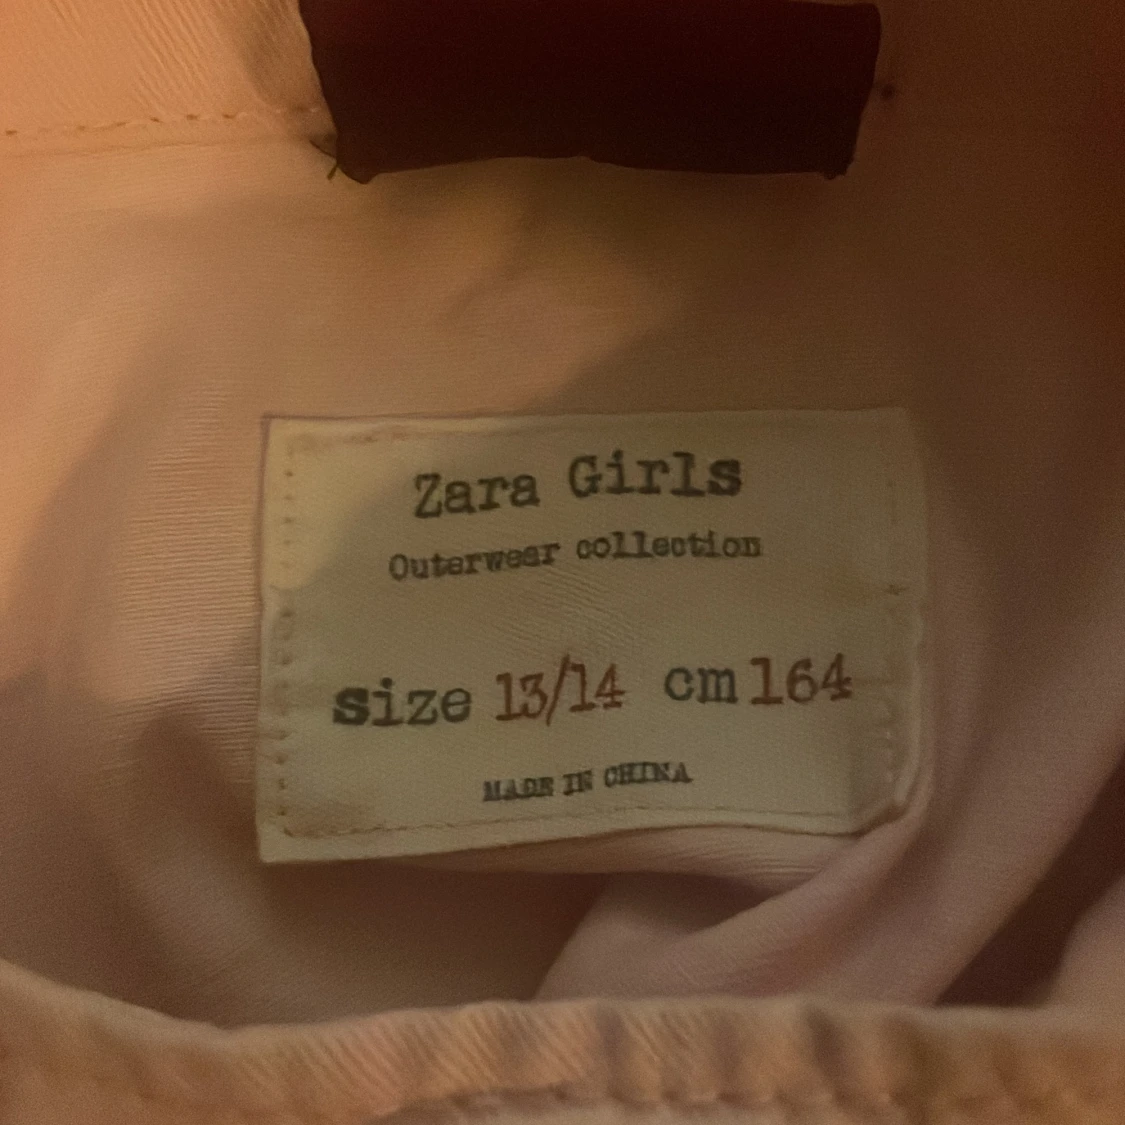 Zara Girls
Outerwear collection
size 13/14 cm 164
MADE IN CHINA